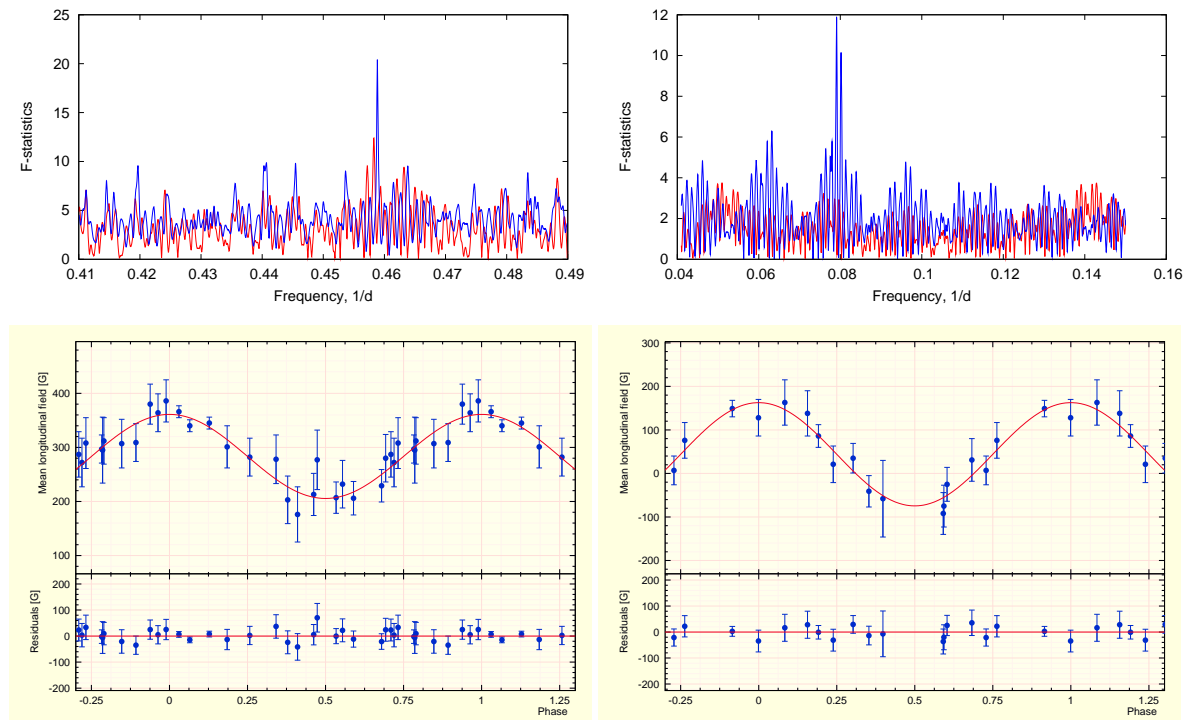 25
20
15
10
5
0
F-statistics
0.41 0.42 0.43 0.44 0.45 0.46 0.47 0.48 0.49
Frequency, 1/d
12
10
8
6
4
2
0
F-statistics
0.04 0.06 0.08 0.1 0.12 0.14 0.16
Frequency, 1/d
Mean longitudinal field [G]
400
300
200
100
Residuals [G]
200
100
0
-100
-200
-0.25 0 0.25 0.5 0.75 1 1.25
Phase
Mean longitudinal field [G]
300
200
100
0
-100
-200
Residuals [G]
200
100
0
-100
-200
-0.25 0 0.25 0.5 0.75 1 1.25
Phase